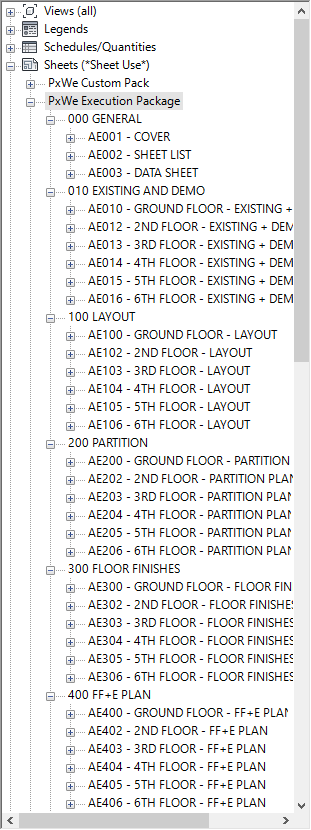 Views (all)
Legends
Schedules/Quantities
Sheets (*Sheet Use*)
PxWe Custom Pack
PxWe Execution Package
000 GENERAL
AE001 - COVER
AE002 - SHEET LIST
AE003 - DATA SHEET
010 EXISTING AND DEMO
AE010 - GROUND FLOOR - EXISTING +
AE012 - 2ND FLOOR - EXISTING + DEM
AE013 - 3RD FLOOR - EXISTING + DEM
AE014 - 4TH FLOOR - EXISTING + DEM
AE015 - 5TH FLOOR - EXISTING + DEM
AE016 - 6TH FLOOR - EXISTING + DEM
100 LAYOUT
AE100 - GROUND FLOOR - LAYOUT
AE102 - 2ND FLOOR - LAYOUT
AE103 - 3RD FLOOR - LAYOUT
AE104 - 4TH FLOOR - LAYOUT
AE105 - 5TH FLOOR - LAYOUT
AE106 - 6TH FLOOR - LAYOUT
200 PARTITION
AE200 - GROUND FLOOR - PARTITION
AE202 - 2ND FLOOR - PARTITION PLAN
AE203 - 3RD FLOOR - PARTITION PLAN
AE204 - 4TH FLOOR - PARTITION PLAN
AE205 - 5TH FLOOR - PARTITION PLAN
AE206 - 6TH FLOOR - PARTITION PLAN
300 FLOOR FINISHES
AE300 - GROUND FLOOR - FLOOR FIN
AE302 - 2ND FLOOR - FLOOR FINISHES
AE303 - 3RD FLOOR - FLOOR FINISHES
AE304 - 4TH FLOOR - FLOOR FINISHES
AE305 - 5TH FLOOR - FLOOR FINISHES
AE306 - 6TH FLOOR - FLOOR FINISHES
400 FF+E PLAN
AE400 - GROUND FLOOR - FF+E PLAN
AE402 - 2ND FLOOR - FF+E PLAN
AE403 - 3RD FLOOR - FF+E PLAN
AE404 - 4TH FLOOR - FF+E PLAN
AE405 - 5TH FLOOR - FF+E PLAN
AE406 - 6TH FLOOR - FF+E PLAN